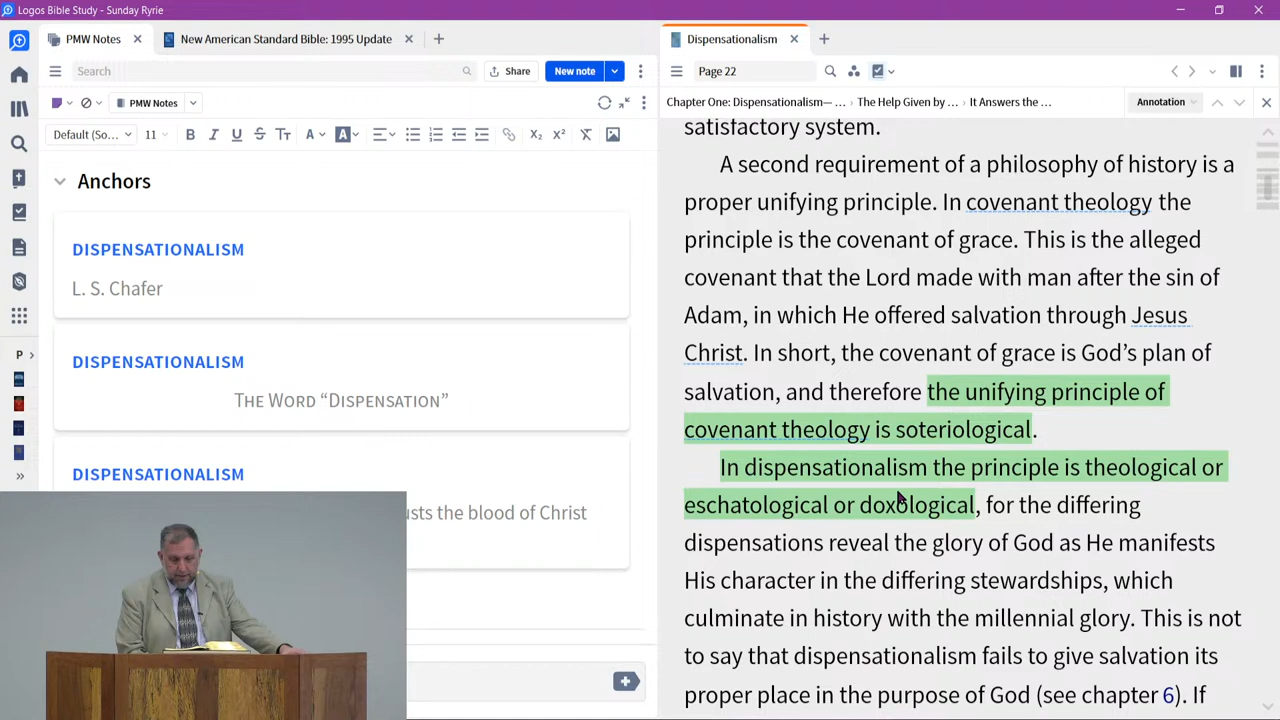 Logos Bible Study - Sunday Ryrie
PMW Notes
New American Standard Bible: 1995 Update
Search
Share
New note
PMW Notes
Default (So...
11
B I U S TT A A X₂ X²
Anchors
DISPENSATIONALISM
L. S. Chafer
DISPENSATIONALISM
THE WORD “DISPENSATION”
DISPENSATIONALISM
usts the blood of Christ
P
Dispensationalism
Page 22
Chapter One: Dispensationalism— ... › The Help Given by ... › It Answers the ...
Annotation
satisfactory system.
A second requirement of a philosophy of history is a
proper unifying principle. In covenant theology the
principle is the covenant of grace. This is the alleged
covenant that the Lord made with man after the sin of
Adam, in which He offered salvation through Jesus
Christ. In short, the covenant of grace is God’s plan of
salvation, and therefore the unifying principle of
covenant theology is soteriological.
In dispensationalism the principle is theological or
eschatological or doxological, for the differing
dispensations reveal the glory of God as He manifests
His character in the differing stewardships, which
culminate in history with the millennial glory. This is not
to say that dispensationalism fails to give salvation its
proper place in the purpose of God (see chapter 6). If